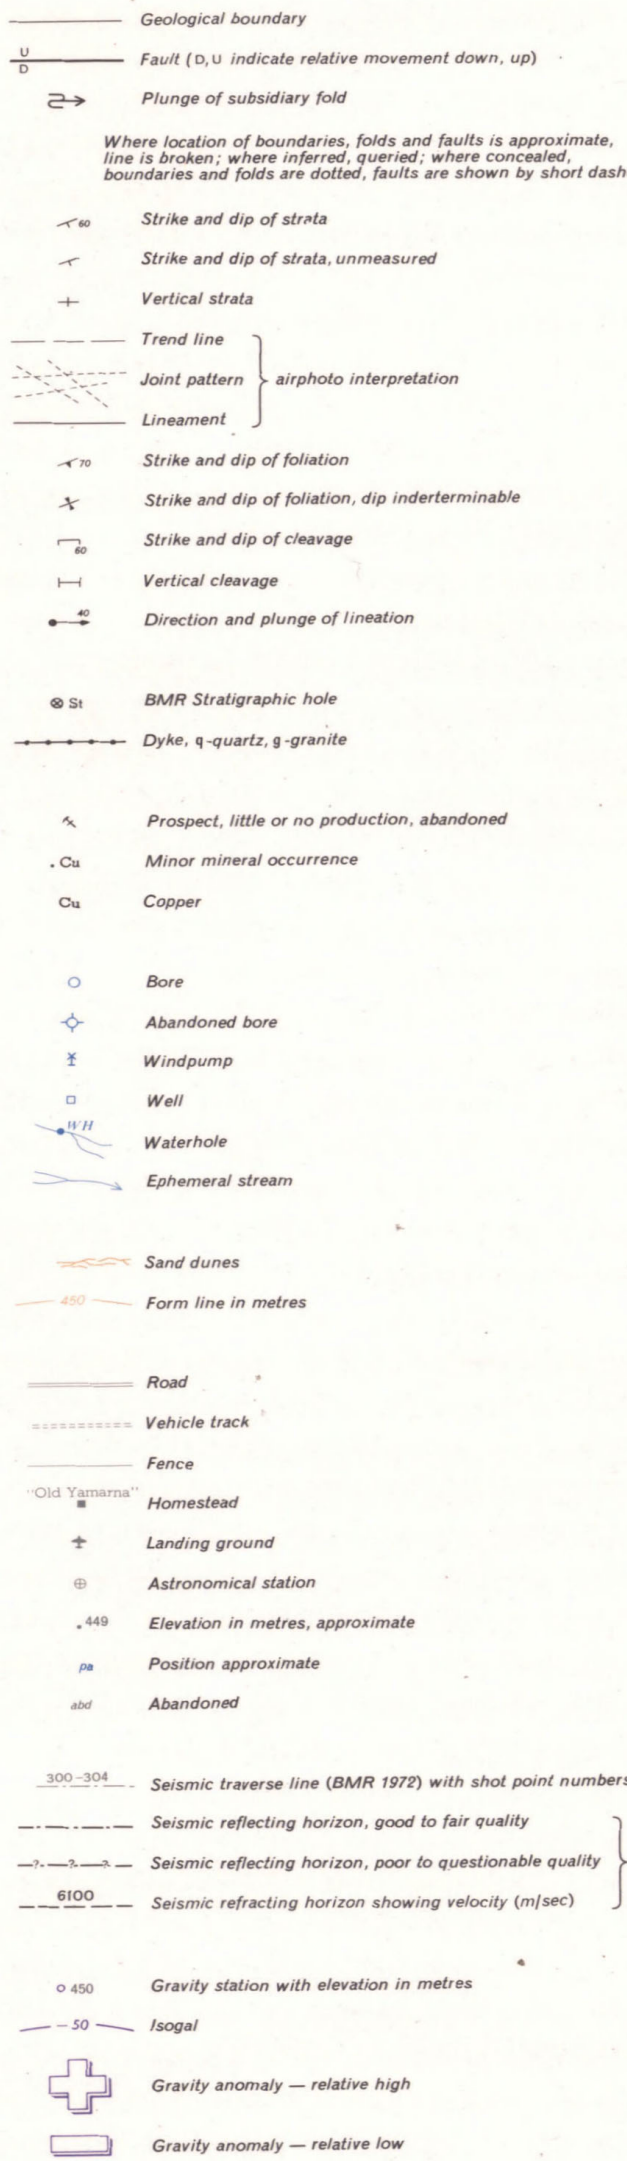 Geological boundary
U
D
Fault (D, U indicate relative movement down, up)
Plunge of subsidiary fold
Where location of boundaries, folds and faults is approximate,
line is broken; where inferred, queried; where concealed,
boundaries and folds are dotted, faults are shown by short dash
60 Strike and dip of strata
Strike and dip of strata, unmeasured
Vertical strata
Trend line
Joint pattern airphoto interpretation
Lineament
70 Strike and dip of foliation
Strike and dip of foliation, dip inderterminable
60 Strike and dip of cleavage
Vertical cleavage
40 Direction and plunge of lineation
St BMR Stratigraphic hole
Dyke, q-quartz, g-granite
Prospect, little or no production, abandoned
. Cu Minor mineral occurrence
Cu Copper
Bore
Abandoned bore
Windpump
Well
WH Waterhole
Ephemeral stream
Sand dunes
450 Form line in metres
Road
Vehicle track
Fence
"Old Yamarna" Homestead
Landing ground
Astronomical station
. 449 Elevation in metres, approximate
pa Position approximate
abd Abandoned
300-304 Seismic traverse line (BMR 1972) with shot point numbers
Seismic reflecting horizon, good to fair quality
? ? ? Seismic reflecting horizon, poor to questionable quality
6100 Seismic refracting horizon showing velocity (m/sec)
450 Gravity station with elevation in metres
-50 Isogal
Gravity anomaly — relative high
Gravity anomaly — relative low